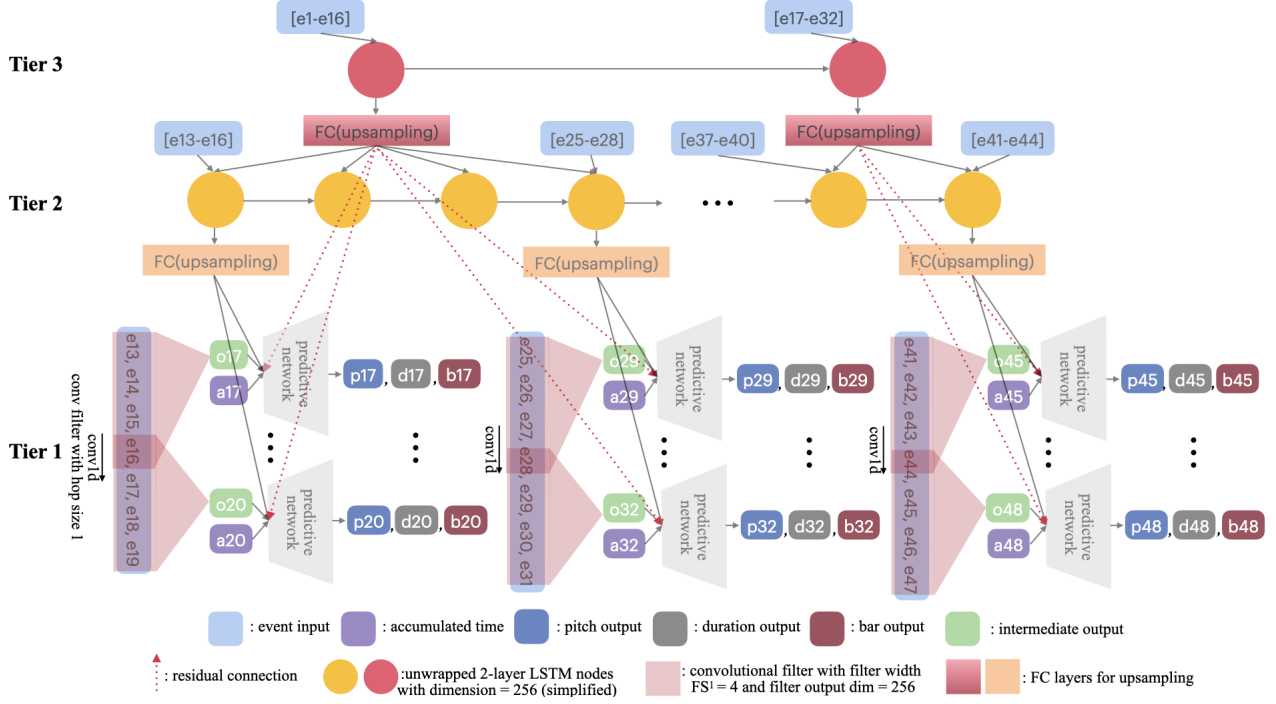 [e1-e16]
[e17-e32]
Tier 3
FC(upsampling)
FC(upsampling)
[e13-e16]
[e25-e28]
[e37-e40]
[e41-e44]
Tier 2
FC(upsampling)
FC(upsampling)
FC(upsampling)
Tier 1
conv filter with hop size 1
conv1d
e13, e14, e15, e16, e17, e18, e19
o17
a17
predictive network
p17, d17, b17
o20
a20
predictive network
p20, d20, b20
conv1d
e25, e26, e27, e28, e29, e30, e31
o29
a29
predictive network
p29, d29, b29
o32
a32
predictive network
p32, d32, b32
conv1d
e41, e42, e43, e44, e45, e46, e47
o45
a45
predictive network
p45, d45, b45
o48
a48
predictive network
p48, d48, b48
: event input
: accumulated time
: pitch output
: duration output
: bar output
: intermediate output
: residual connection
:unwrapped 2-layer LSTM nodes
with dimension = 256 (simplified)
: convolutional filter with filter width
FS¹ = 4 and filter output dim = 256
: FC layers for upsampling